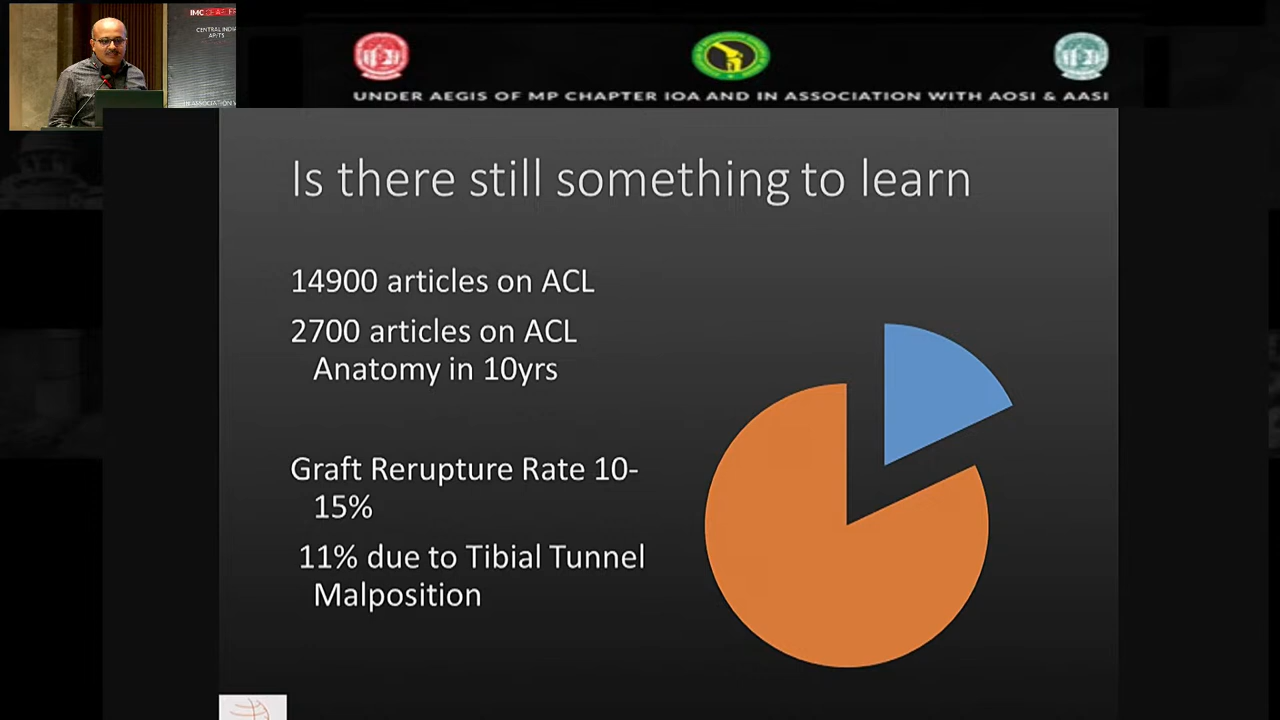 CENTRAL INDIA
UNDER AEGIS OF MP CHAPTER IOA AND IN ASSOCIATION WITH AOSI & AASI
Is there still something to learn
14900 articles on ACL
2700 articles on ACL
Anatomy in 10yrs
Graft Rerupture Rate 10-
15%
11% due to Tibial Tunnel
Malposition